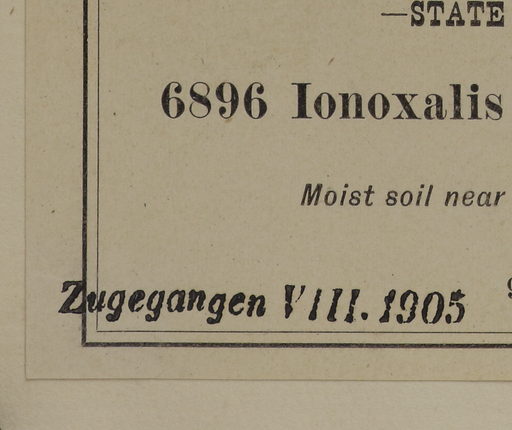 —STATE
6896 Ionoxalis
Moist soil near
Zugegangen VIII. 1905